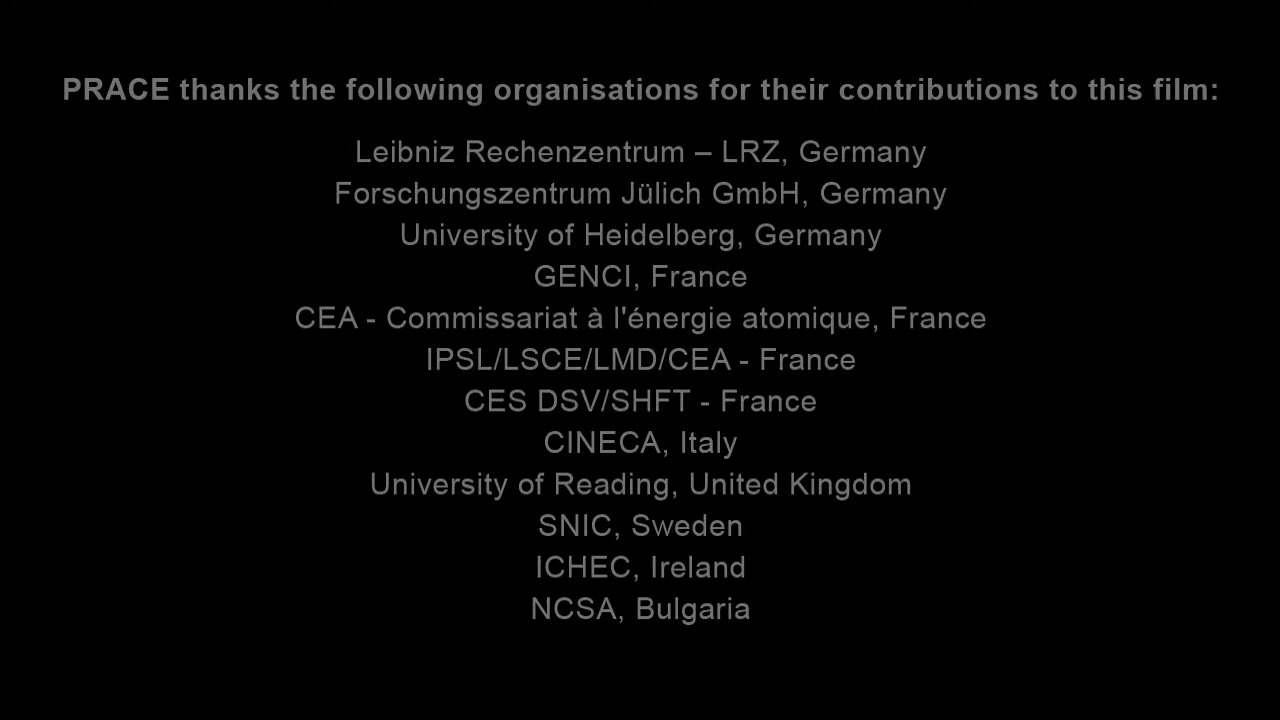 PRACE thanks the following organisations for their contributions to this film:
Leibniz Rechenzentrum – LRZ, Germany
Forschungszentrum Jülich GmbH, Germany
University of Heidelberg, Germany
GENCI, France
CEA - Commissariat à l'énergie atomique, France
IPSL/LSCE/LMD/CEA - France
CES DSV/SHFT - France
CINECA, Italy
University of Reading, United Kingdom
SNIC, Sweden
ICHEC, Ireland
NCSA, Bulgaria